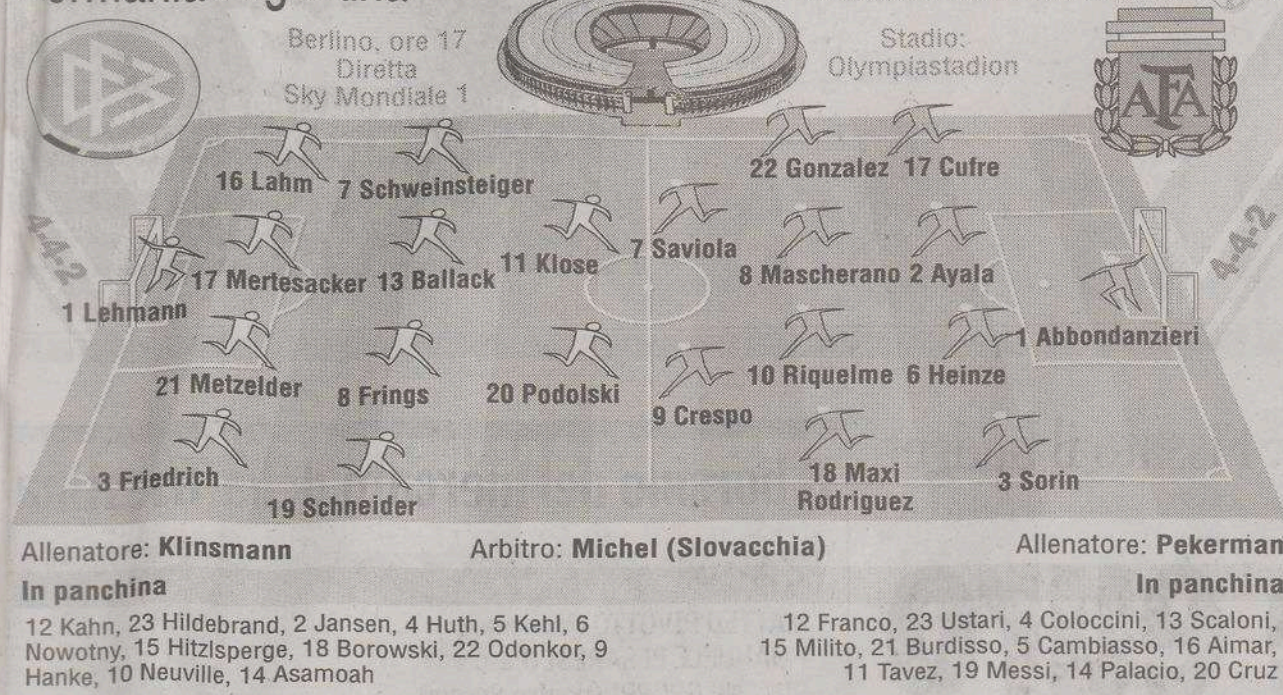 Berlino, ore 17
Diretta
Sky Mondiale 1
Stadio:
Olympiastadion
AFA
4-4-2
4-4-2
16 Lahm
7 Schweinsteiger
22 Gonzalez
17 Cufre
17 Mertesacker
13 Ballack
11 Klose
7 Saviola
8 Mascherano
2 Ayala
1 Lehmann
1 Abbondanzieri
21 Metzelder
8 Frings
20 Podolski
9 Crespo
10 Riquelme
6 Heinze
3 Friedrich
19 Schneider
18 Maxi
Rodriguez
3 Sorin
Allenatore: Klinsmann
Arbitro: Michel (Slovacchia)
Allenatore: Pekerman
In panchina
In panchina
12 Kahn, 23 Hildebrand, 2 Jansen, 4 Huth, 5 Kehl, 6
Nowotny, 15 Hitzlsperge, 18 Borowski, 22 Odonkor, 9
Hanke, 10 Neuville, 14 Asamoah
12 Franco, 23 Ustari, 4 Coloccini, 13 Scaloni,
15 Milito, 21 Burdisso, 5 Cambiasso, 16 Aimar,
11 Tavez, 19 Messi, 14 Palacio, 20 Cruz